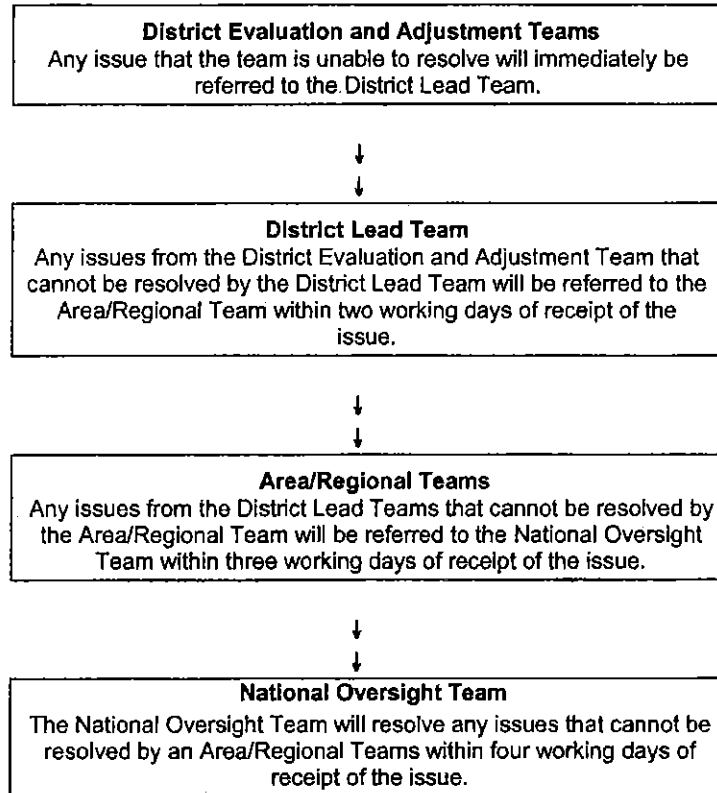 District Evaluation and Adjustment Teams
Any issue that the team is unable to resolve will immediately be
referred to the District Lead Team.
↓
↓
District Lead Team
Any issues from the District Evaluation and Adjustment Team that
cannot be resolved by the District Lead Team will be referred to the
Area/Regional Team within two working days of receipt of the
issue.
↓
↓
Area/Regional Teams
Any issues from the District Lead Teams that cannot be resolved by
the Area/Regional Team will be referred to the National Oversight
Team within three working days of receipt of the issue.
↓
↓
National Oversight Team
The National Oversight Team will resolve any issues that cannot be
resolved by an Area/Regional Teams within four working days of
receipt of the issue.